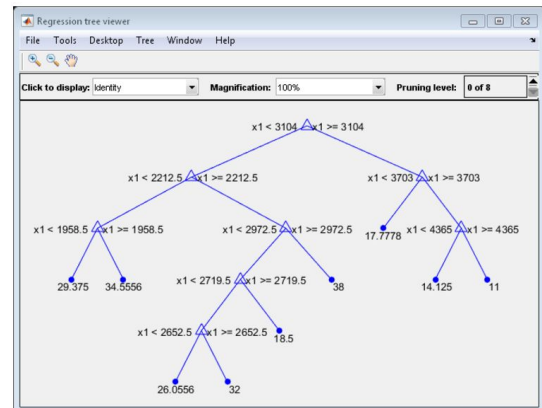 Regression tree viewer
File Tools Desktop Tree Window Help
Click to display: Identity Magnification: 100% Pruning level: 0 of 8
x1 < 3104 x1 >= 3104
x1 < 2212.5 x1 >= 2212.5 x1 < 3703 x1 >= 3703
x1 < 1958.5 x1 >= 1958.5 x1 < 2972.5 x1 >= 2972.5 17.7778 x1 < 4365 x1 >= 4365
29.375 34.5556 x1 < 2719.5 x1 >= 2719.5 38 14.125 11
x1 < 2652.5 x1 >= 2652.5 18.5
26.0556 32